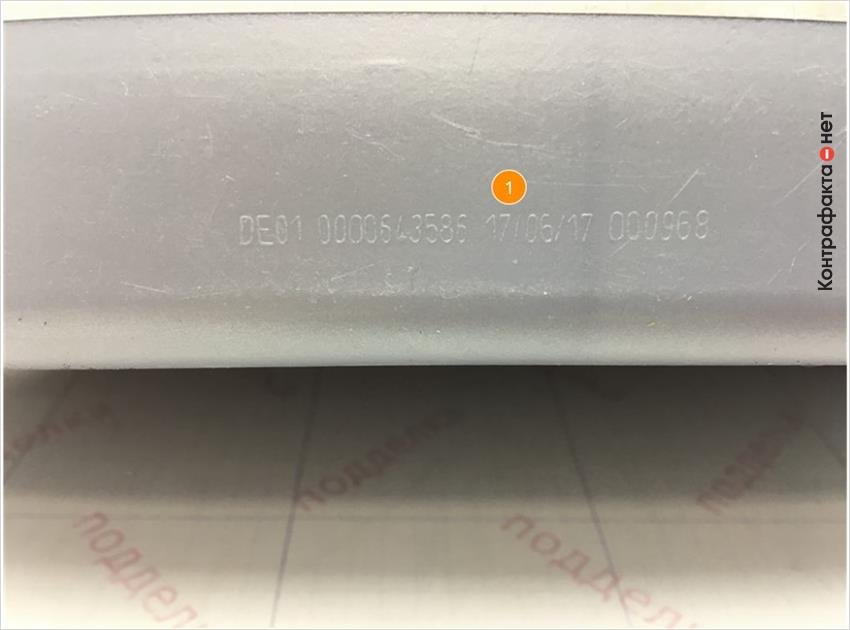 1
DE01 0000643586 17/06/17 000968
Контрафакта нет
подделка
подделка
подделка
подделка